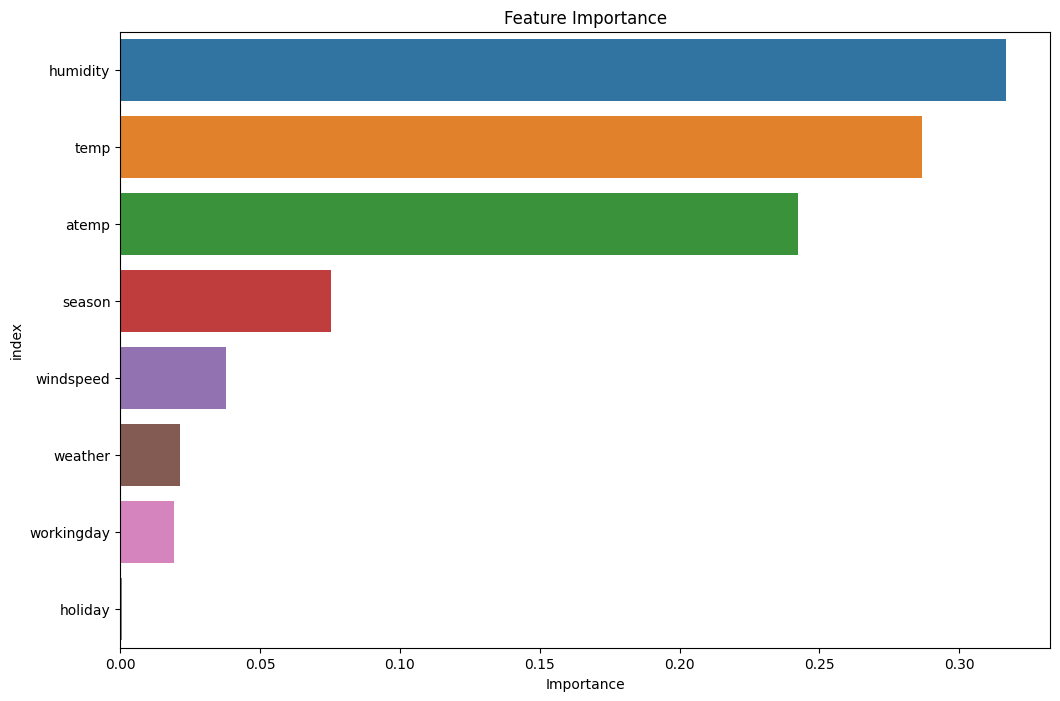 Feature Importance
humidity
temp
atemp
season
windspeed
weather
workingday
holiday
index
0.00 0.05 0.10 0.15 0.20 0.25 0.30
Importance